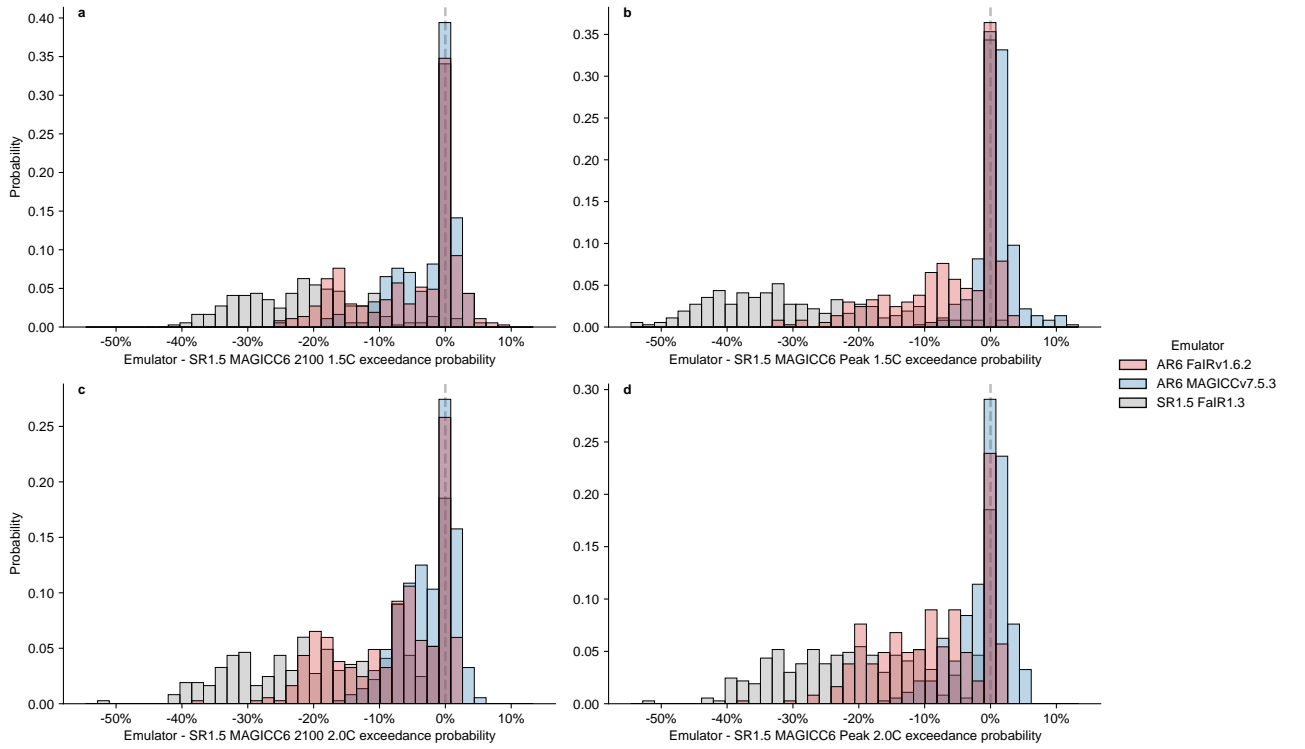 a
0.40
0.35
0.30
0.25
0.20
0.15
0.10
0.05
0.00
Probability
-50% -40% -30% -20% -10% 0% 10%
Emulator - SR1.5 MAGICC6 2100 1.5C exceedance probability
b
0.35
0.30
0.25
0.20
0.15
0.10
0.05
0.00
-50% -40% -30% -20% -10% 0% 10%
Emulator - SR1.5 MAGICC6 Peak 1.5C exceedance probability
c
0.25
0.20
0.15
0.10
0.05
0.00
Probability
-50% -40% -30% -20% -10% 0% 10%
Emulator - SR1.5 MAGICC6 2100 2.0C exceedance probability
d
0.30
0.25
0.20
0.15
0.10
0.05
0.00
-50% -40% -30% -20% -10% 0% 10%
Emulator - SR1.5 MAGICC6 Peak 2.0C exceedance probability
Emulator
AR6 FaIRv1.6.2
AR6 MAGICCv7.5.3
SR1.5 FaIR1.3